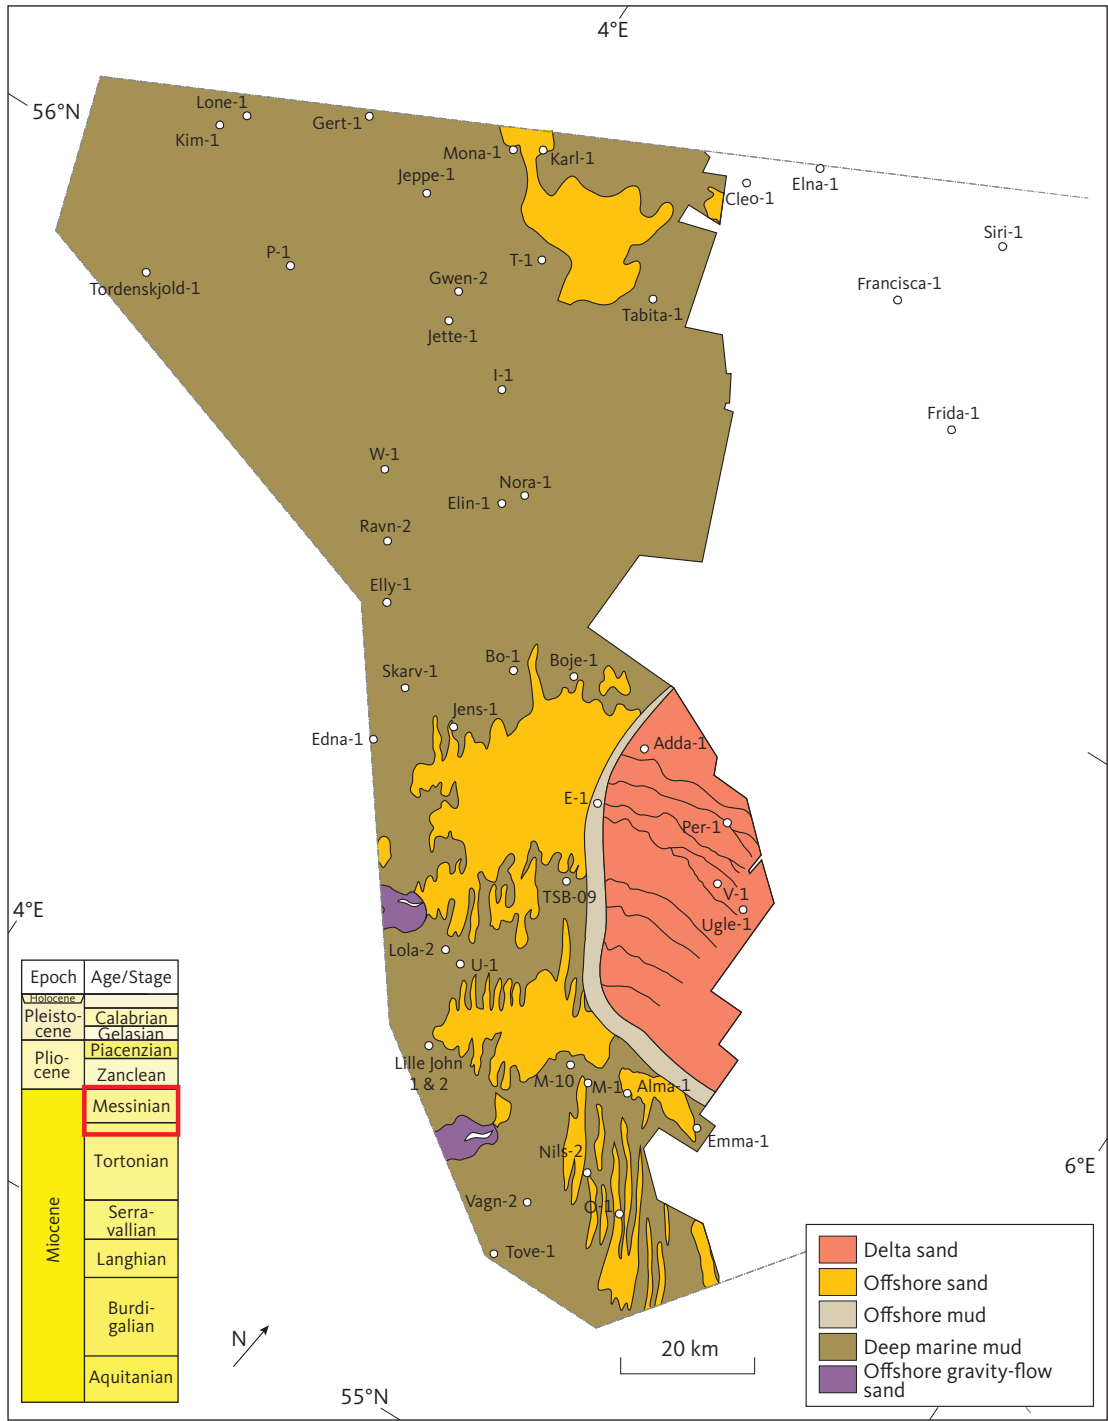 4°E
56°N
Lone-1
Kim-1
Gert-1
Mona-1
Karl-1
Jeppe-1
Cleo-1
Elna-1
Siri-1
P-1
T-1
Tordenskjold-1
Gwen-2
Francisca-1
Tabita-1
Jette-1
I-1
Frida-1
W-1
Nora-1
Elin-1
Ravn-2
Elly-1
Bo-1
Boje-1
Skarv-1
Jens-1
Edna-1
Adda-1
E-1
Per-1
TSB-09
V-1
Ugle-1
4°E
Lola-2
U-1
Lille John
1 & 2
M-10
M-1
Alma-1
Emma-1
Nils-2
Vagn-2
O-1
Tove-1
6°E
Epoch
Age/Stage
Holocene
Pleisto-
cene
Calabrian
Gelasian
Plio-
cene
Piacenzian
Zanclean
Miocene
Messinian
Tortonian
Serra-
vallian
Langhian
Burdi-
galian
Aquitanian
N
55°N
20 km
Delta sand
Offshore sand
Offshore mud
Deep marine mud
Offshore gravity-flow
sand